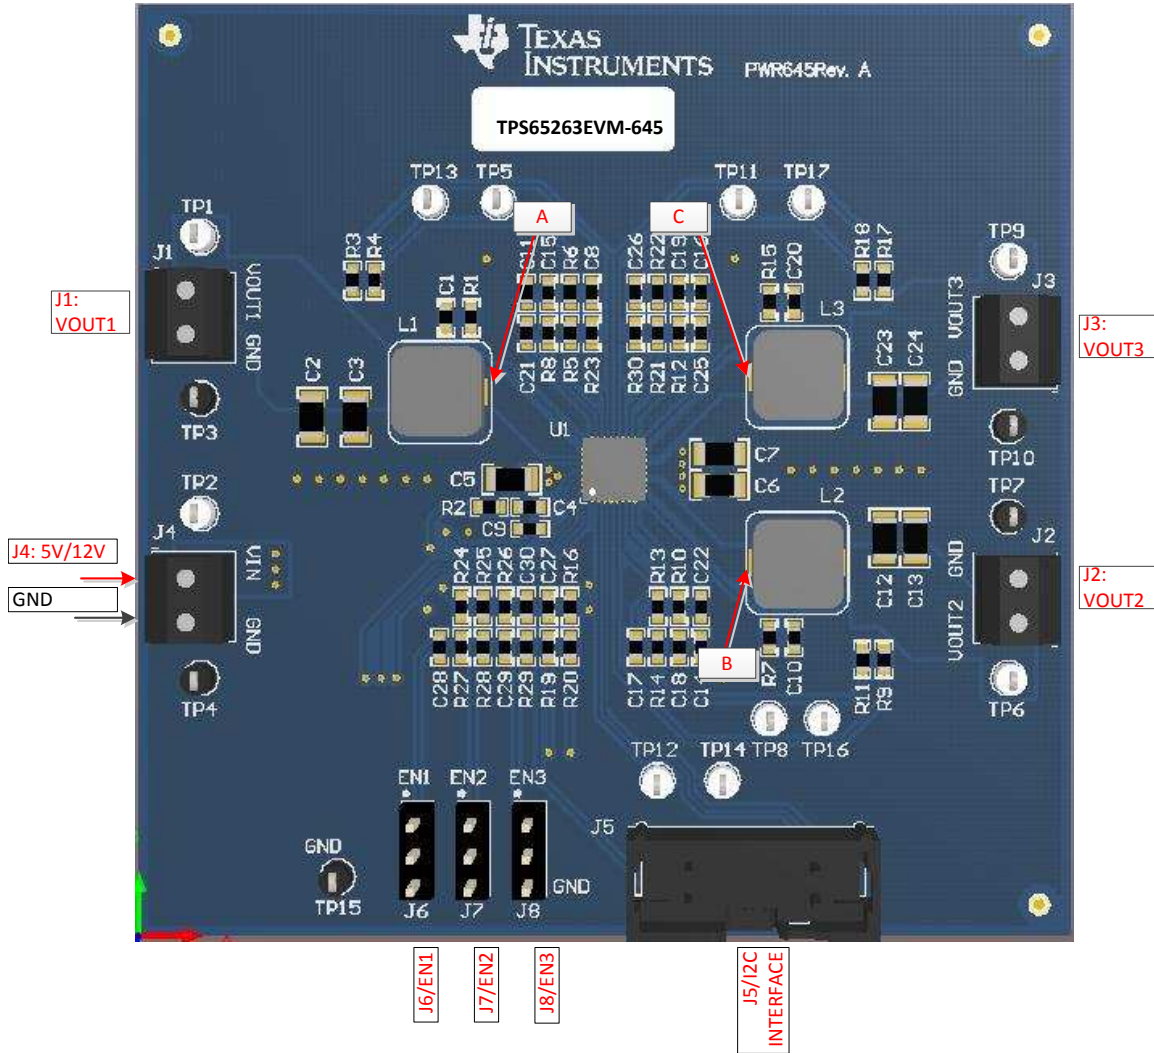 TEXAS
INSTRUMENTS
PWR645Rev. A
TPS65263EVM-645
TP13
TP5
TP11
TP17
A
C
TP1
J1
VOUT1
GND
J1:
VOUT1
R3
R4
C1
R1
L1
C15
R6
C8
C26
R22
C19
R15
C20
L3
R18
R17
TP9
J3
VOUT3
GND
J3:
VOUT3
C2
C3
C21
R8
R5
R23
R30
R21
R12
C25
C23
C24
TP3
TP10
U1
TP2
J4
VIN
GND
J4: 5V/12V
GND
C5
R2
C4
C9
C7
C6
L2
TP7
J2
GND
VOUT2
J2:
VOUT2
R24
R25
R26
C30
C27
R16
R13
R10
C22
C12
C13
B
TP4
C28
R27
R28
C29
R29
R19
R20
C17
R14
C18
R7
C10
R11
R9
TP6
TP12
TP14
TP8
TP16
EN1
EN2
EN3
J5
GND
TP15
GND
J6
J7
J8
J6/EN1
J7/EN2
J8/EN3
J5/I2C
INTERFACE